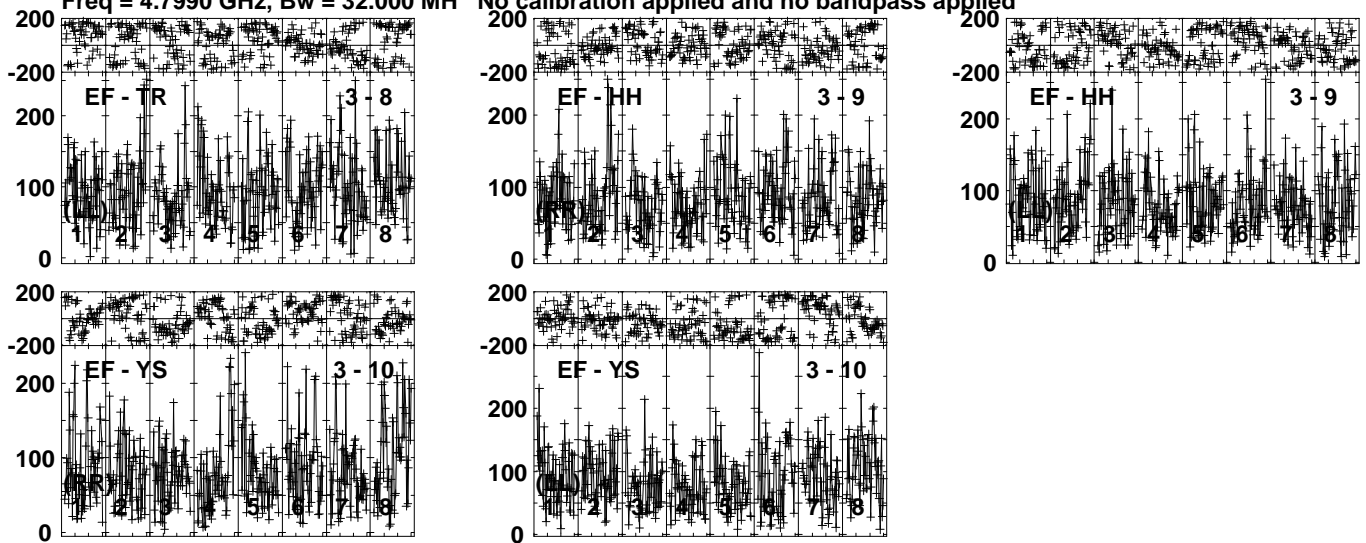 Freq = 4.7990 GHz, Bw = 32.000 MH   No calibration applied and no bandpass applied
200
-200
EF - TR 3 - 8
200
100
0
(LL)
1 2 3 4 5 6 7 8
200
-200
EF - HH 3 - 9
200
100
0
(RR)
1 2 3 4 5 6 7 8
200
-200
EF - HH 3 - 9
200
100
0
(LL)
1 2 3 4 5 6 7 8
200
-200
EF - YS 3 - 10
200
100
0
(RR)
1 2 3 4 5 6 7 8
200
-200
EF - YS 3 - 10
200
100
0
(LL)
1 2 3 4 5 6 7 8